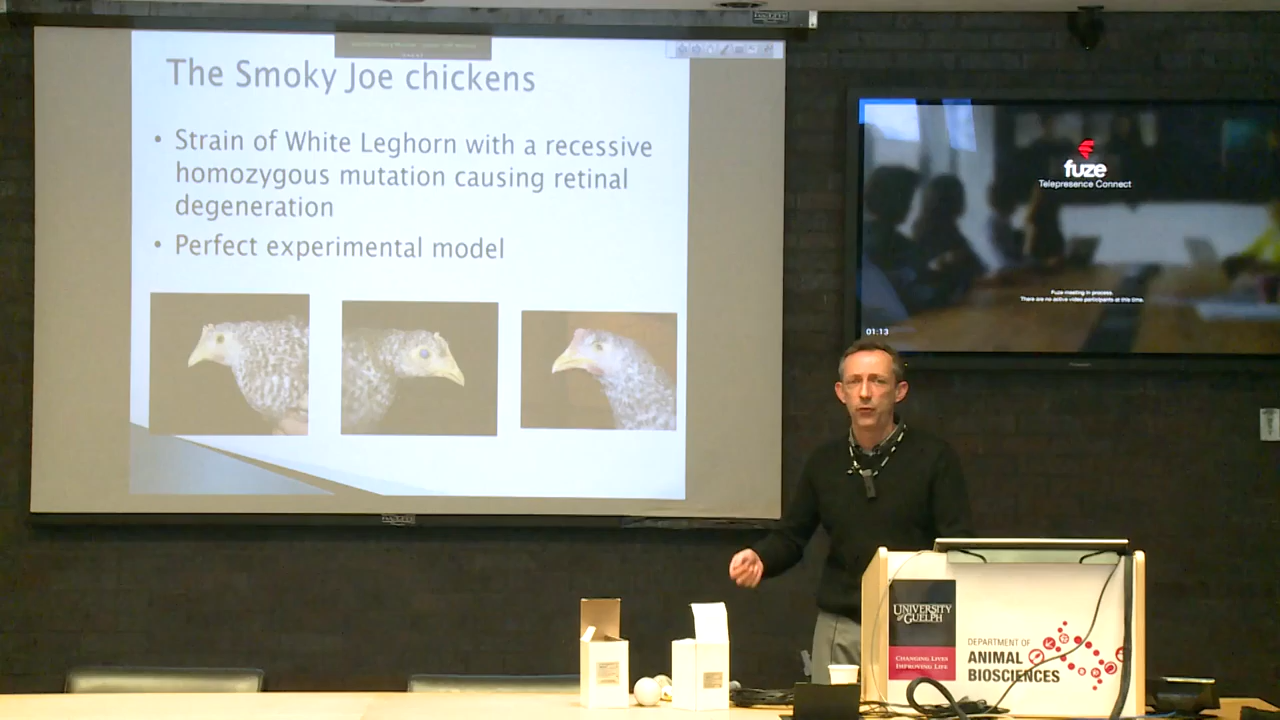 The Smoky Joe chickens
• Strain of White Leghorn with a recessive
homozygous mutation causing retinal
degeneration
• Perfect experimental model
fuze
Telepresence Connect
Fuze meeting in process.
There are no active video participants at this time.
01:13
UNIVERSITY
of GUELPH
CHANGING LIVES
IMPROVING LIFE
DEPARTMENT OF
ANIMAL
BIOSCIENCES